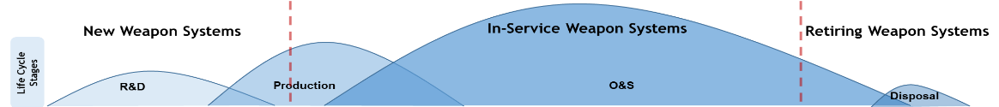 New Weapon Systems
In-Service Weapon Systems
Retiring Weapon Systems
Life Cycle
Stages
R&D
Production
O&S
Disposal